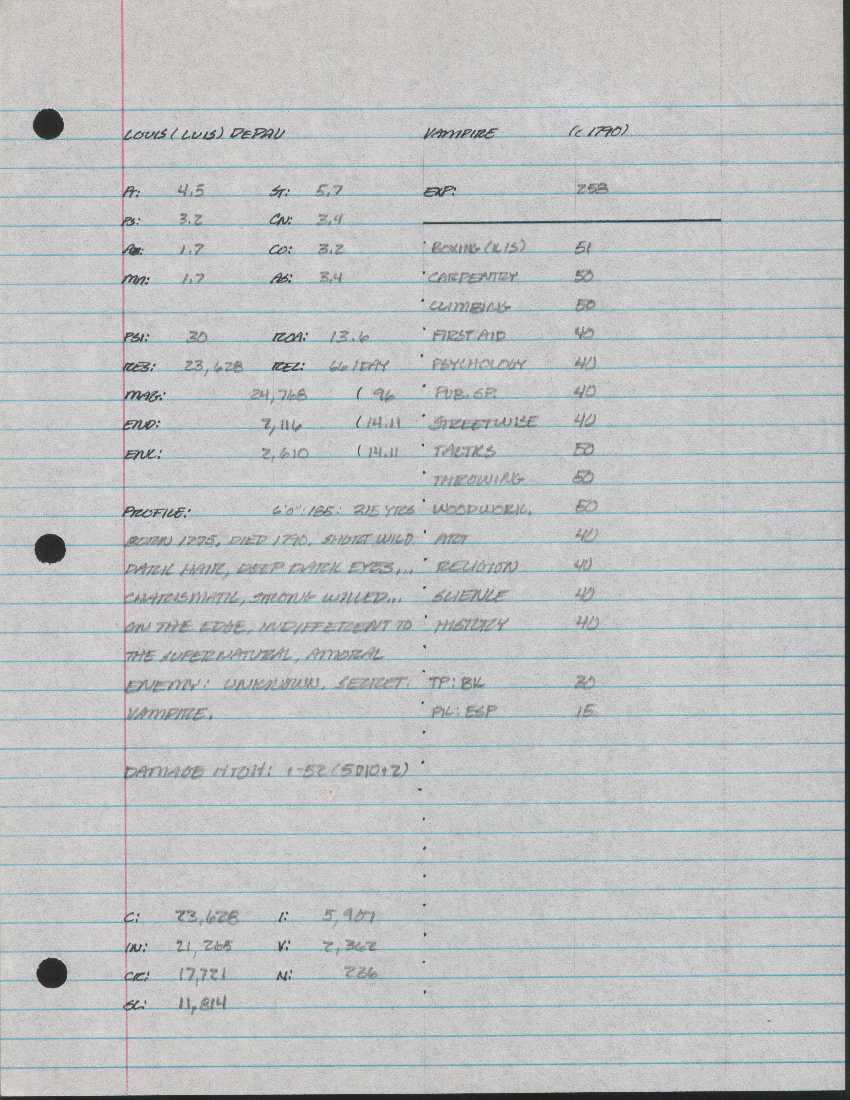 LOUIS (LUIS) DEPAU VAMPIRE (c 1790)
PT: 4.5 ST: 5.7 EXP: 258
PS: 3.2 CN: 3.4
1.7 CO: 3.2 BOXING (K/S) 51
MN: 1.7 AG: 3.4 CARPENTRY 50
CLIMBING 50
PSI: 30 ROA: 13.6 FIRST AID 40
RES: 23,628 REL: 66/DAY PSYCHOLOGY 40
MAG: 24,768 ( 96 PUB. SP. 40
END: 2,116 (14.11 STREETWISE 40
ENC: 2,610 (14.11 TACTICS 50
THROWING 50
PROFILE: 6'0": 185: 215 YRS WOODWORK. 50
BORN 1775, DIED 1790. SHORT WILD ART 40
DARK HAIR, DEEP DARK EYES... RELIGION 40
CHARISMATIC, STRONG WILLED... SCIENCE 40
ON THE EDGE, INDIFFERENT TO HISTORY 40
THE SUPERNATURAL, AMORAL
ENEMY: UNKNOWN. SECRET: TP: BK 30
VAMPIRE. PK: ESP 15
DAMAGE HTOH: 7-52 (5D10+2)
C: 23,628 I: 5,907
IN: 21,265 V: 2,362
CR: 17,721 N: 236
SL: 11,814